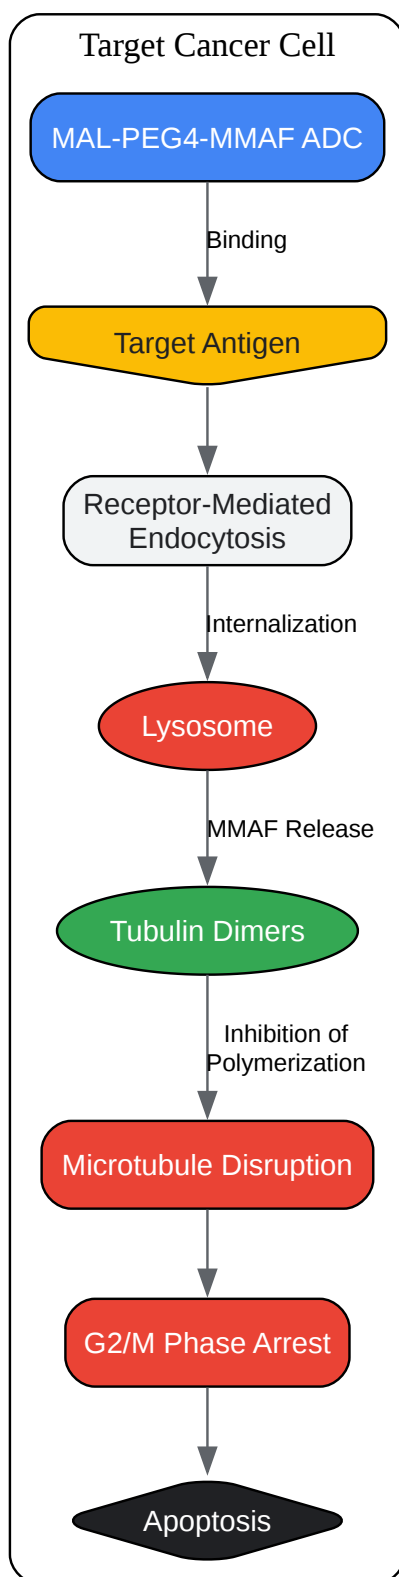 Target Cancer Cell
MAL-PEG4-MMAF ADC
Binding
Target Antigen
Receptor-Mediated
Endocytosis
Internalization
Lysosome
MMAF Release
Tubulin Dimers
Inhibition of
Polymerization
Microtubule Disruption
G2/M Phase Arrest
Apoptosis